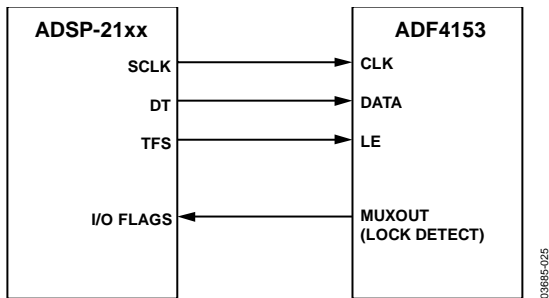 ADSP-21xx
ADF4153
SCLK
CLK
DT
DATA
TFS
LE
I/O FLAGS
MUXOUT
(LOCK DETECT)
03685-025